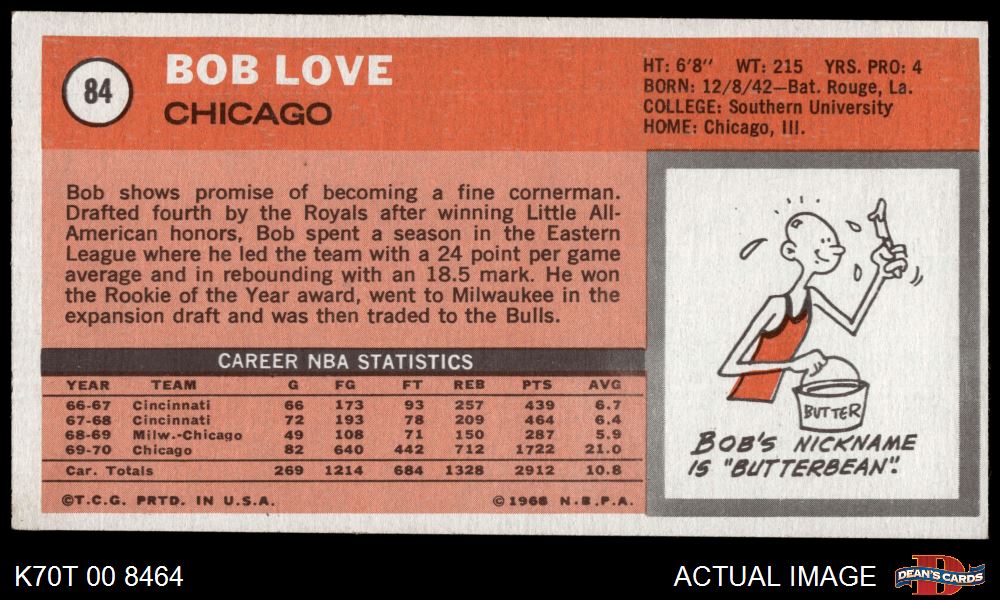 84
BOB LOVE
CHICAGO
HT: 6'8" WT: 215 YRS. PRO: 4
BORN: 12/8/42—Bat. Rouge, La.
COLLEGE: Southern University
HOME: Chicago, Ill.
Bob shows promise of becoming a fine cornerman.
Drafted fourth by the Royals after winning Little All-
American honors, Bob spent a season in the Eastern
League where he led the team with a 24 point per game
average and in rebounding with an 18.5 mark. He won
the Rookie of the Year award, went to Milwaukee in the
expansion draft and was then traded to the Bulls.
CAREER NBA STATISTICS
YEAR TEAM G FG FT REB PTS AVG
66-67 Cincinnati 66 173 93 257 439 6.7
67-68 Cincinnati 72 193 78 209 464 6.4
68-69 Milw.-Chicago 49 108 71 150 287 5.9
69-70 Chicago 82 640 442 712 1722 21.0
Car. Totals 269 1214 684 1328 2912 10.8
©T.C.G. PRTD. IN U.S.A. ©1968 N.B.P.A.
BUTTER
BOB'S NICKNAME
IS "BUTTERBEAN".
K70T 00 8464
ACTUAL IMAGE
D
DEAN'S CARDS